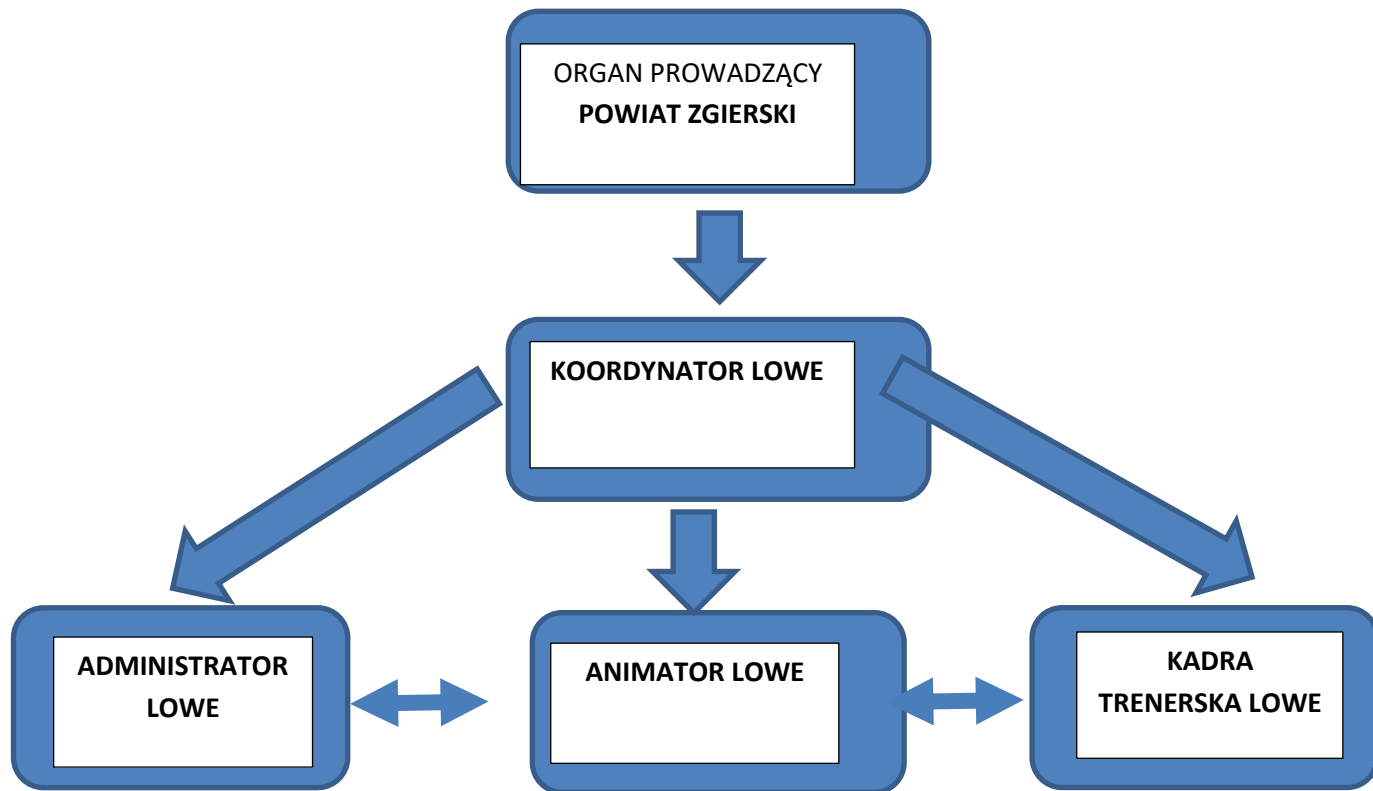 ORGAN PROWADZĄCY
POWIAT ZGIERSKI
KOORDYNATOR LOWE
ADMINISTRATOR
LOWE
ANIMATOR LOWE
KADRA
TRENERSKA LOWE